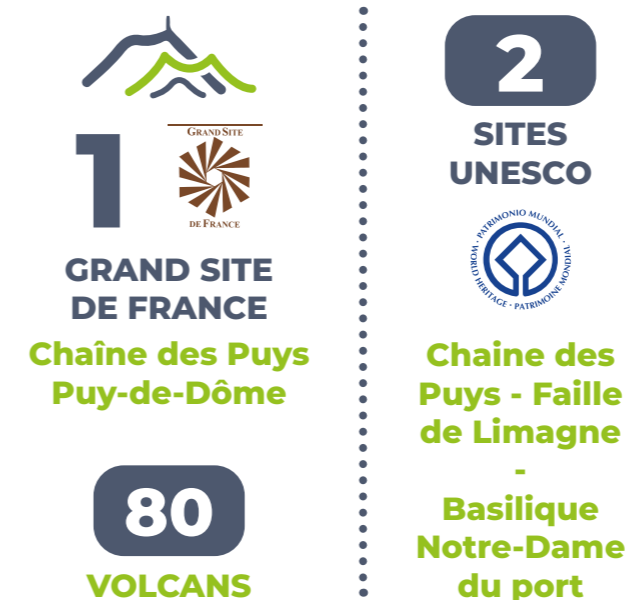 1
GRAND SITE
DE FRANCE
GRAND SITE
DE FRANCE
Chaîne des Puys
Puy-de-Dôme
80
VOLCANS
2
SITES
UNESCO
PATRIMONIO MUNDIAL · WORLD HERITAGE · PATRIMOINE MONDIAL ·
Chaine des
Puys - Faille
de Limagne
-
Basilique
Notre-Dame
du port